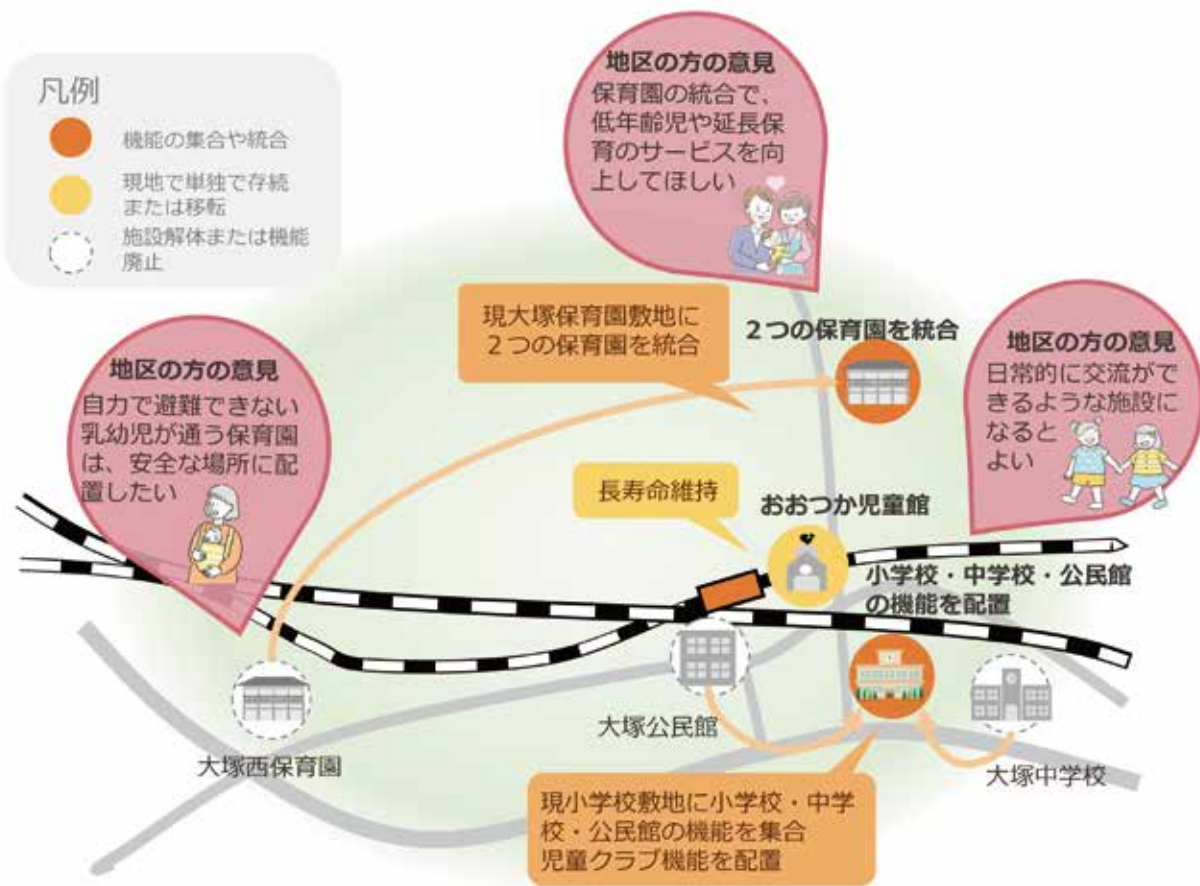 凡例
機能の集合や統合
現地で単独で存続
または移転
施設解体または機能
廃止
地区の方の意見
保育園の統合で、
低年齢児や延長保
育のサービスを向
上してほしい
現大塚保育園敷地に
2つの保育園を統合
2つの保育園を統合
地区の方の意見
日常的に交流がで
きるような施設に
なると
よい
地区の方の意見
自力で避難できない
乳幼児が通う保育園
は、安全な場所に配
置したい
長寿命維持
おおつか児童館
小学校・中学校・公民館
の機能を配置
大塚西保育園
大塚公民館
大塚中学校
現小学校敷地に小学校・中学
校・公民館の機能を集合
児童クラブ機能を配置